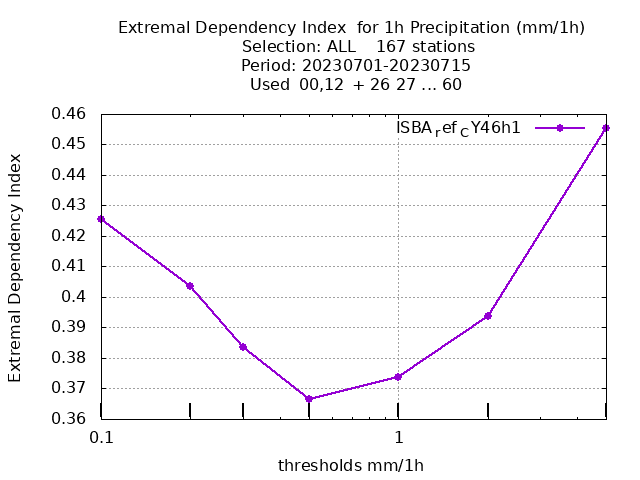 Extremal Dependency Index for 1h Precipitation (mm/1h)
Selection: ALL 167 stations
Period: 20230701-20230715
Used 00,12 + 26 27 ... 60
ISBArefCY46h1
Extremal Dependency Index
0.46
0.45
0.44
0.43
0.42
0.41
0.4
0.39
0.38
0.37
0.36
0.1 1
thresholds mm/1h